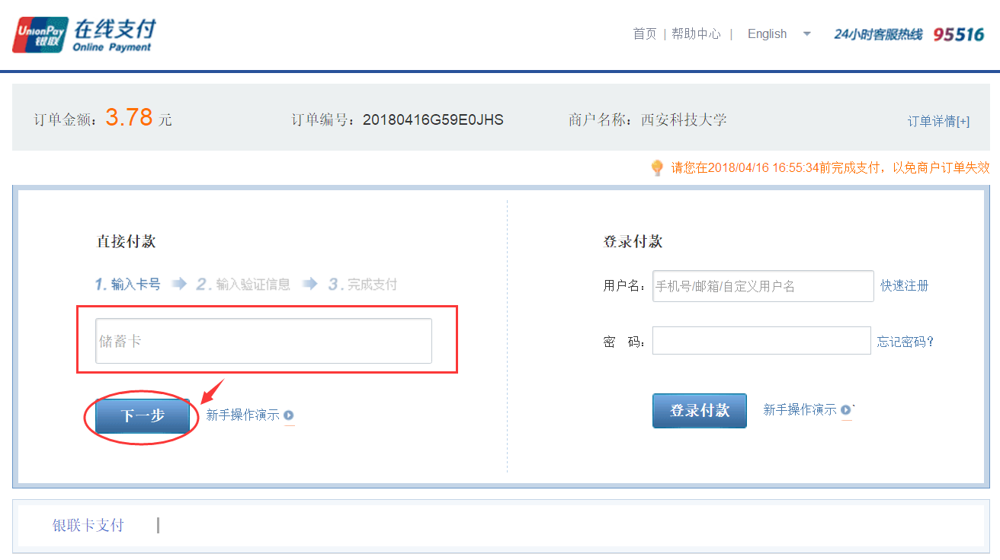 UnionPay 银联 在线支付
Online Payment
首页 | 帮助中心 | English 24小时客服热线 95516
订单金额：3.78 元 订单编号：20180416G59E0JHS 商户名称：西安科技大学 订单详情[+]
请您在2018/04/16 16:55:34前完成支付，以免商户订单失效
直接付款
1.输入卡号 2.输入验证信息 3.完成支付
储蓄卡
下一步 新手操作演示
登录付款
用户名：手机号/邮箱/自定义用户名 快速注册
密 码： 忘记密码?
登录付款 新手操作演示`
银联卡支付